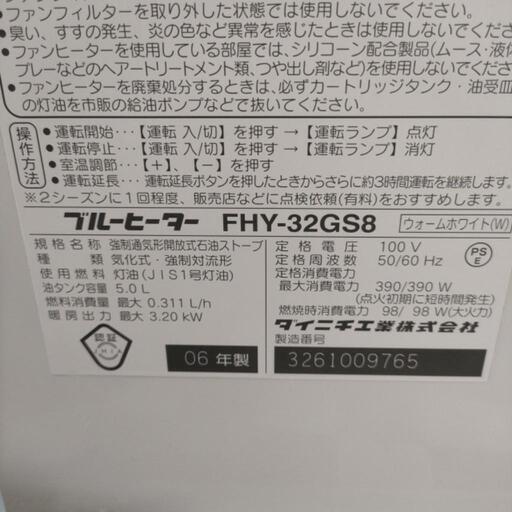 ファンフィルターを取り外した状態では使用しないでください。
●臭い、すすの発生、炎の色など異常を感じたときは使用しないでくだ
●ファンヒーターを使用している部屋では、シリコーン配合製品(ムース・液体
プレーなどのヘアートリートメント類、つや出し剤など)を使用しな
●ファンヒーターを廃棄処分するときは、必ずカートリッジタンク・油受皿
の灯油を市販の給油ポンプなどで抜いてください。
操作方法
●運転開始…【運転 入/切】を押す → 【運転ランプ】点灯
●運転停止…【運転 入/切】を押す → 【運転ランプ】消灯
●室温調節…【+】、【−】を押す
●運転延長…運転延長ボタンを押したときからさらに約3時間運転を継続します。
※2シーズンに1回程度、販売店などに点検依頼(有料)をおすすめします。
ブルーヒーター FHY-32GS8 ウォームホワイト(W)
規格名称 強制通気形開放式石油ストーブ
種類 気化式・強制対流形
使用燃料 灯油(JIS1号灯油)
油タンク容量 5.0 L
燃料消費量 最大 0.311 L/h
暖房出力 最大 3.20 kW
定格電圧 100 V
定格周波数 50/60 Hz
定格消費電力
最大消費電力 390/390 W
(点火初期に短時間発生)
燃焼時消費電力 98/ 98 W(大火力)
PS
E
ダイニチ工業株式会社
認証
JHIA
06 年製
製造番号
3261009765